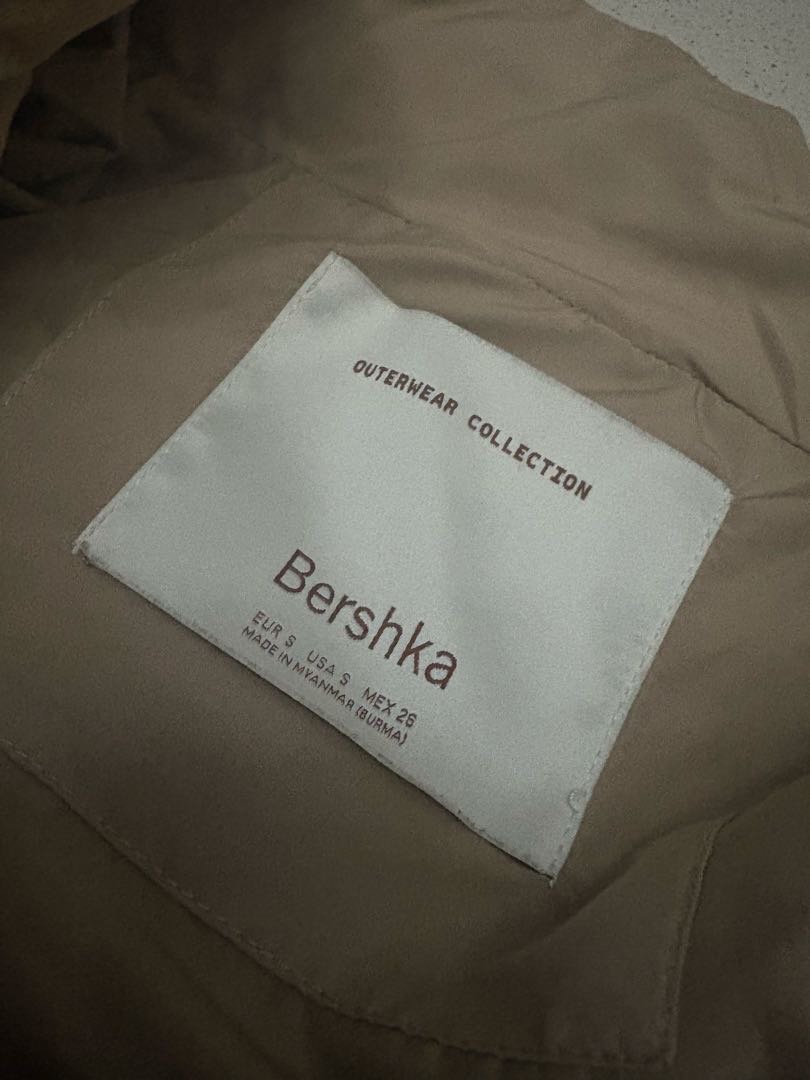 OUTERWEAR COLLECTION
Bershka
EUR S USA S MEX 26
MADE IN MYANMAR (BURMA)